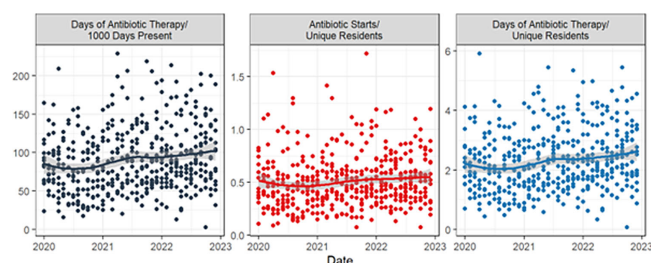 Days of Antibiotic Therapy/
1000 Days Present
Antibiotic Starts/
Unique Residents
Days of Antibiotic Therapy/
Unique Residents
200
150
100
50
0
1.5
1.0
0.5
0.0
6
4
2
0
2020 2021 2022 2023
2020 2021 2022 2023
2020 2021 2022 2023
Date